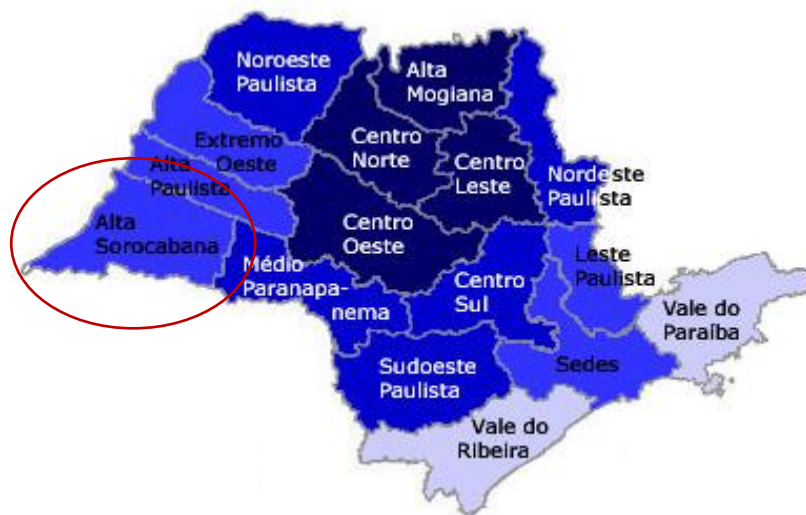 Noroeste
Paulista
Alta
Mogiana
Extremo
Oeste
Centro
Norte
Centro
Leste
Nordeste
Paulista
Alta
Paulista
Alta
Sorocabana
Centro
Oeste
Médio
Paranapa-
nema
Centro
Sul
Leste
Paulista
Vale do
Paraíba
Sudoeste
Paulista
Sedes
Vale do
Ribeira